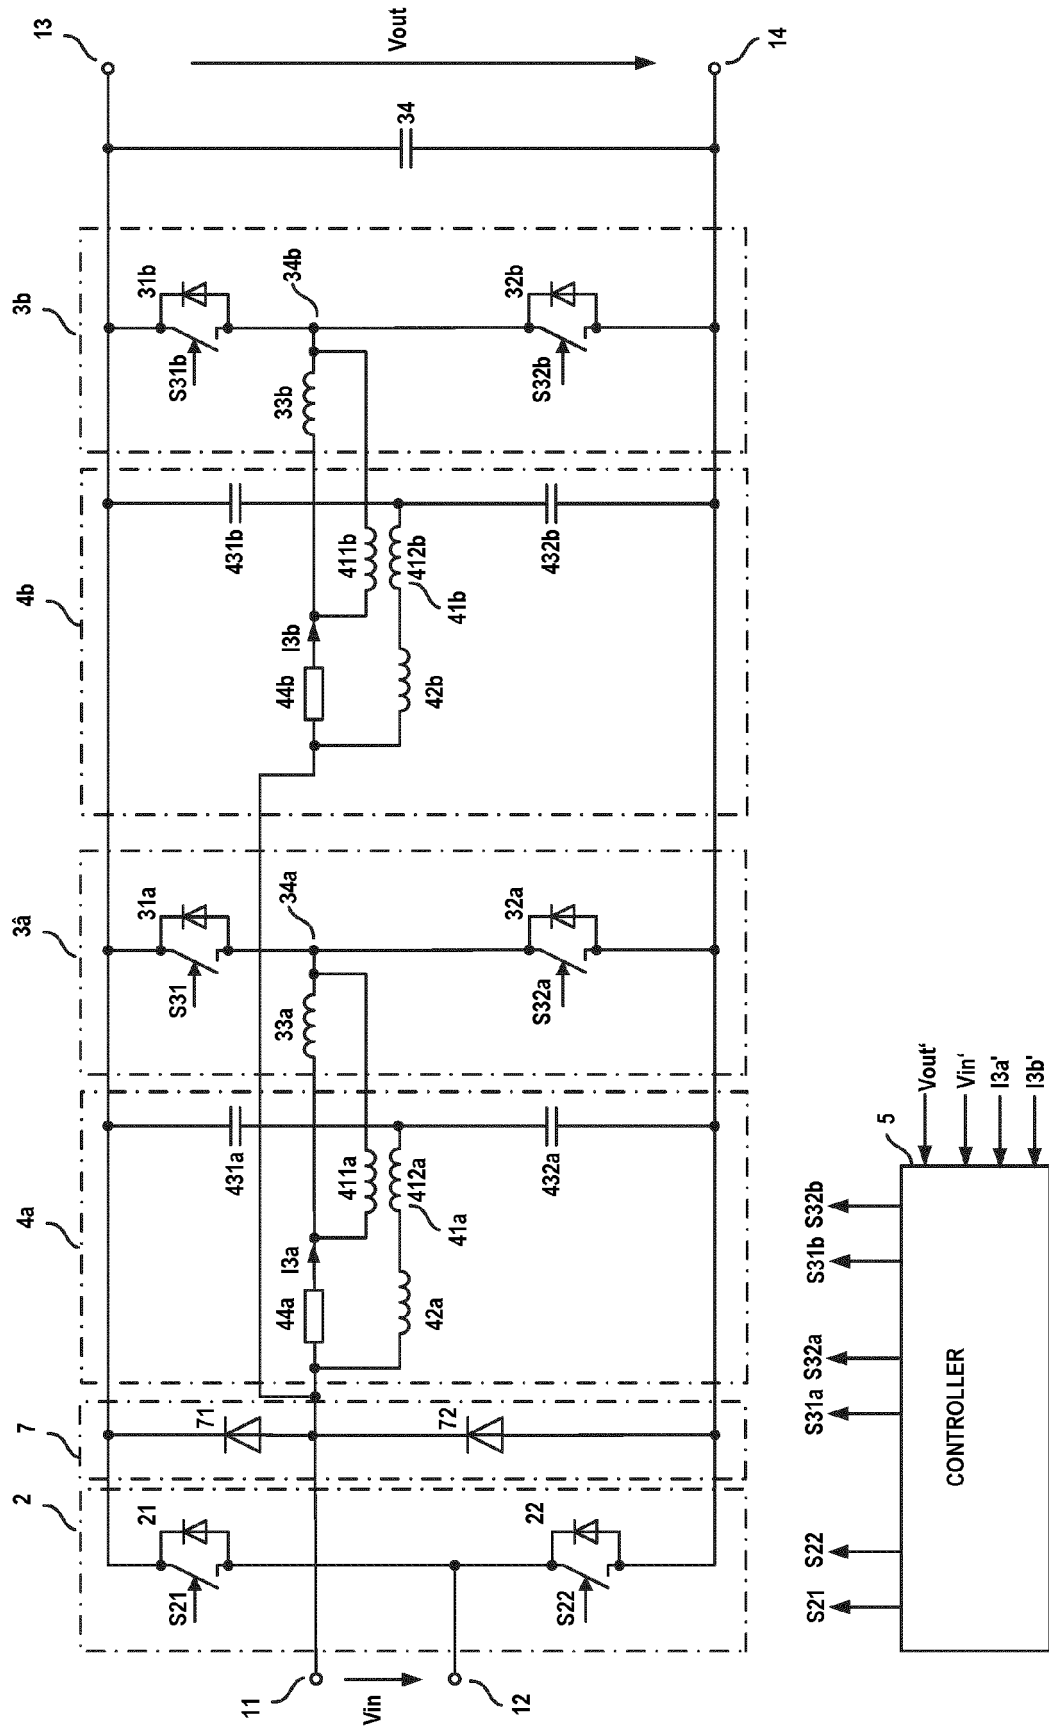 13
Vout
14
34
3b
31b
S31b
34b
33b
32b
S32b
4b
431b
411b
412b
41b
432b
I3b
44b
42b
3a
31a
S31
34a
33a
32a
S32a
4a
431a
411a
412a
41a
432a
I3a
44a
42a
7
71
72
2
21
S21
22
S22
11
Vin
12
5
Vout‘
Vin‘
I3a'
I3b'
S32b
S31b
S32a
S31a
S22
S21
CONTROLLER